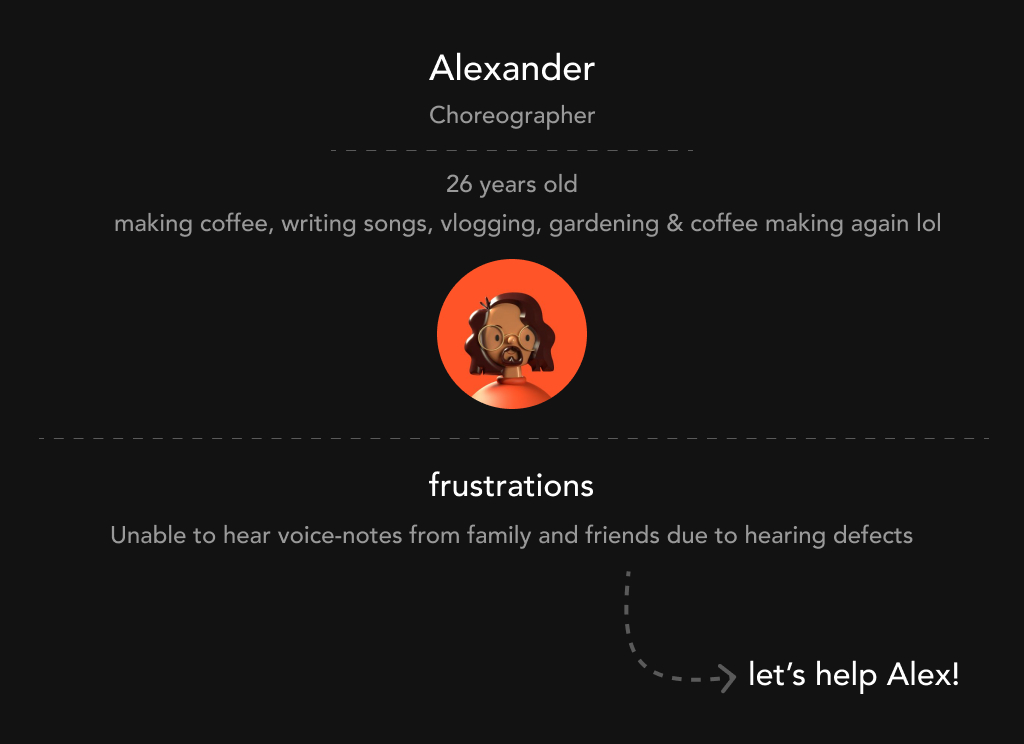 Alexander
Choreographer
26 years old
making coffee, writing songs, vlogging, gardening & coffee making again lol
frustrations
Unable to hear voice-notes from family and friends due to hearing defects
let’s help Alex!